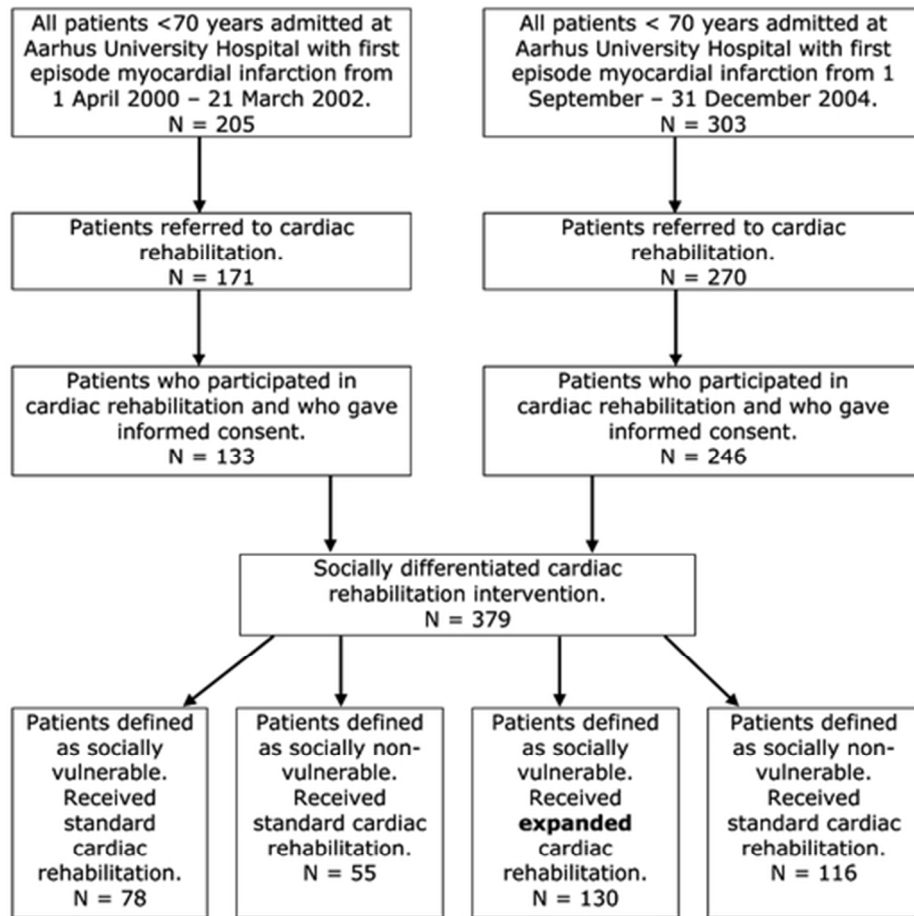 All patients <70 years admitted at
Aarhus University Hospital with first
episode myocardial infarction from
1 April 2000 – 21 March 2002.
N = 205
All patients < 70 years admitted at
Aarhus University Hospital with first
episode myocardial infarction from 1
September – 31 December 2004.
N = 303
Patients referred to cardiac
rehabilitation.
N = 171
Patients referred to cardiac
rehabilitation.
N = 270
Patients who participated in
cardiac rehabilitation and who gave
informed consent.
N = 133
Patients who participated in
cardiac rehabilitation and who gave
informed consent.
N = 246
Socially differentiated cardiac
rehabilitation intervention.
N = 379
Patients defined
as socially
vulnerable.
Received
standard
cardiac
rehabilitation.
N = 78
Patients defined
as socially non-
vulnerable.
Received
standard cardiac
rehabilitation.
N = 55
Patients defined
as socially
vulnerable.
Received
expanded
cardiac
rehabilitation.
N = 130
Patients defined
as socially non-
vulnerable.
Received
standard cardiac
rehabilitation.
N = 116